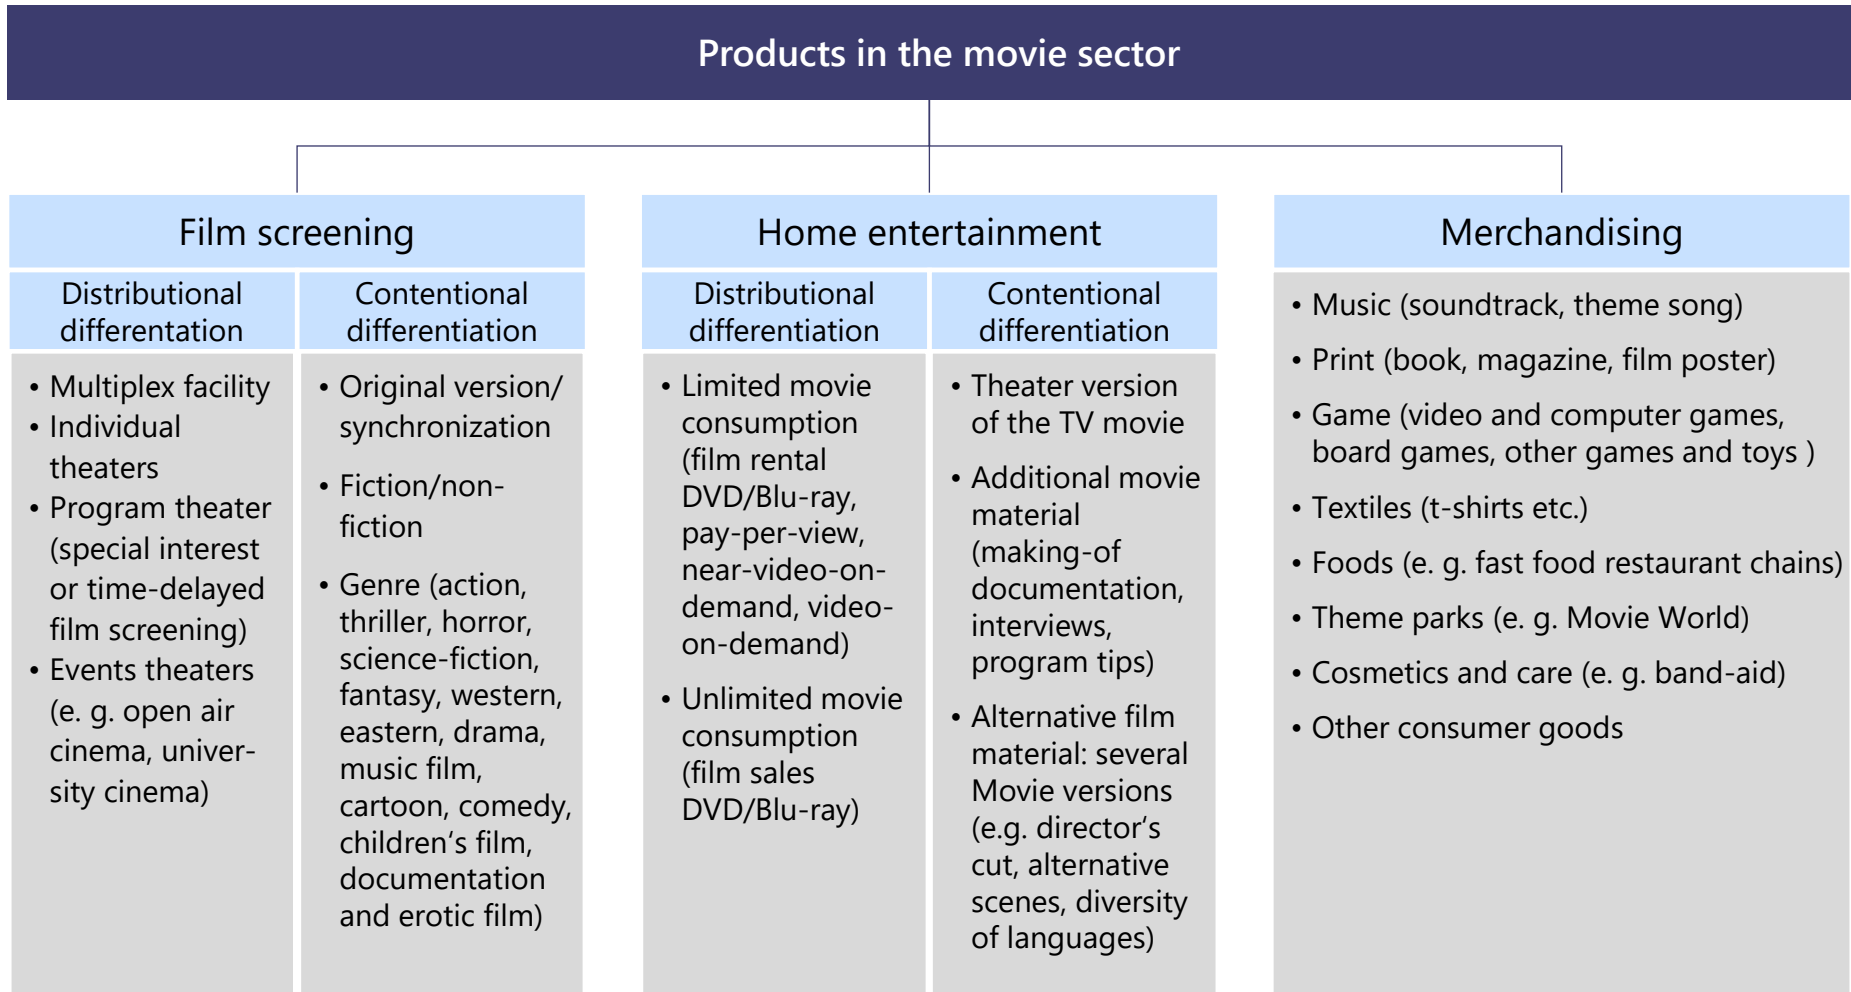 Products in the movie sector
Film screening
Distributional
differentation
• Multiplex facility
• Individual
theaters
• Program theater
(special interest
or time-delayed
film screening)
• Events theaters
(e. g. open air
cinema, univer-
sity cinema)
Contentional
differentiation
• Original version/
synchronization
• Fiction/non-
fiction
• Genre (action,
thriller, horror,
science-fiction,
fantasy, western,
eastern, drama,
music film,
cartoon, comedy,
children‘s film,
documentation
and erotic film)
Home entertainment
Distributional
differentiation
• Limited movie
consumption
(film rental
DVD/Blu-ray,
pay-per-view,
near-video-on-
demand, video-
on-demand)
• Unlimited movie
consumption
(film sales
DVD/Blu-ray)
Contentional
differentiation
• Theater version
of the TV movie
• Additional movie
material
(making-of
documentation,
interviews,
program tips)
• Alternative film
material: several
Movie versions
(e.g. director‘s
cut, alternative
scenes, diversity
of languages)
Merchandising
• Music (soundtrack, theme song)
• Print (book, magazine, film poster)
• Game (video and computer games,
board games, other games and toys )
• Textiles (t-shirts etc.)
• Foods (e. g. fast food restaurant chains)
• Theme parks (e. g. Movie World)
• Cosmetics and care (e. g. band-aid)
• Other consumer goods